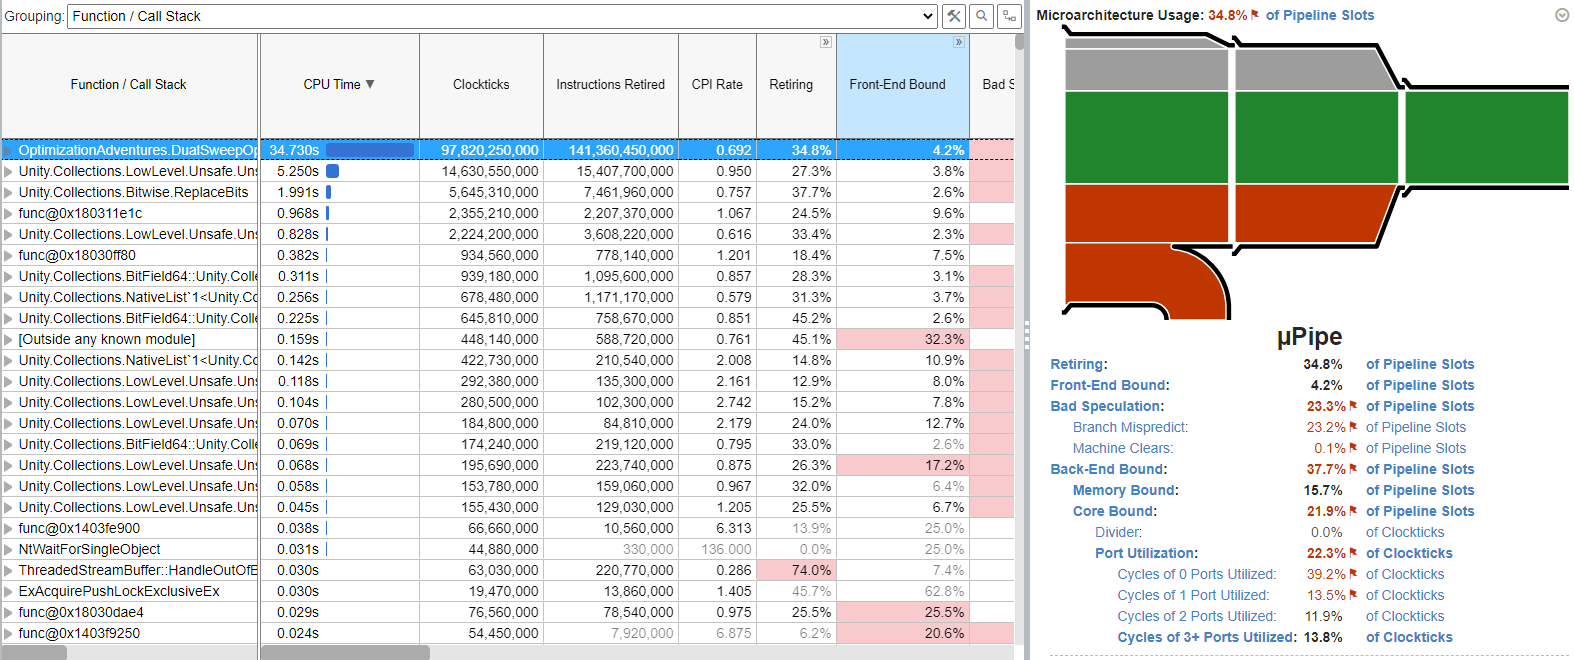 Grouping: Function / Call Stack
Function / Call Stack CPU Time ▼ Clockticks Instructions Retired CPI Rate Retiring Front-End Bound Bad S
OptimizationAdventures.DualSweepOp 34.730s 97,820,250,000 141,360,450,000 0.692 34.8% 4.2%
Unity.Collections.LowLevel.Unsafe.Uns 5.250s 14,630,550,000 15,407,700,000 0.950 27.3% 3.8%
Unity.Collections.Bitwise.ReplaceBits 1.991s 5,645,310,000 7,461,960,000 0.757 37.7% 2.6%
func@0x180311e1c 0.968s 2,355,210,000 2,207,370,000 1.067 24.5% 9.6%
Unity.Collections.LowLevel.Unsafe.Uns 0.828s 2,224,200,000 3,608,220,000 0.616 33.4% 2.3%
func@0x18030ff80 0.382s 934,560,000 778,140,000 1.201 18.4% 7.5%
Unity.Collections.BitField64::Unity.Colle 0.311s 939,180,000 1,095,600,000 0.857 28.3% 3.1%
Unity.Collections.NativeList`1<Unity.Co 0.256s 678,480,000 1,171,170,000 0.579 31.3% 3.7%
Unity.Collections.BitField64::Unity.Colle 0.225s 645,810,000 758,670,000 0.851 45.2% 2.6%
[Outside any known module] 0.159s 448,140,000 588,720,000 0.761 45.1% 32.3%
Unity.Collections.NativeList`1<Unity.Co 0.142s 422,730,000 210,540,000 2.008 14.8% 10.9%
Unity.Collections.LowLevel.Unsafe.Uns 0.118s 292,380,000 135,300,000 2.161 12.9% 8.0%
Unity.Collections.LowLevel.Unsafe.Uns 0.104s 280,500,000 102,300,000 2.742 15.2% 7.8%
Unity.Collections.LowLevel.Unsafe.Uns 0.070s 184,800,000 84,810,000 2.179 24.0% 12.7%
Unity.Collections.BitField64::Unity.Colle 0.069s 174,240,000 219,120,000 0.795 33.0% 2.6%
Unity.Collections.LowLevel.Unsafe.Uns 0.068s 195,690,000 223,740,000 0.875 26.3% 17.2%
Unity.Collections.LowLevel.Unsafe.Uns 0.058s 153,780,000 159,060,000 0.967 32.0% 6.4%
Unity.Collections.LowLevel.Unsafe.Uns 0.045s 155,430,000 129,030,000 1.205 25.5% 6.7%
func@0x1403fe900 0.038s 66,660,000 10,560,000 6.313 13.9% 25.0%
NtWaitForSingleObject 0.031s 44,880,000 330,000 136.000 0.0% 25.0%
ThreadedStreamBuffer::HandleOutOfE 0.030s 63,030,000 220,770,000 0.286 74.0% 7.4%
ExAcquirePushLockExclusiveEx 0.030s 19,470,000 13,860,000 1.405 45.7% 62.8%
func@0x18030dae4 0.029s 76,560,000 78,540,000 0.975 25.5% 25.5%
func@0x1403f9250 0.024s 54,450,000 7,920,000 6.875 6.2% 20.6%
Microarchitecture Usage: 34.8% of Pipeline Slots
µPipe
Retiring: 34.8% of Pipeline Slots
Front-End Bound: 4.2% of Pipeline Slots
Bad Speculation: 23.3% of Pipeline Slots
Branch Mispredict: 23.2% of Pipeline Slots
Machine Clears: 0.1% of Pipeline Slots
Back-End Bound: 37.7% of Pipeline Slots
Memory Bound: 15.7% of Pipeline Slots
Core Bound: 21.9% of Pipeline Slots
Divider: 0.0% of Clockticks
Port Utilization: 22.3% of Clockticks
Cycles of 0 Ports Utilized: 39.2% of Clockticks
Cycles of 1 Port Utilized: 13.5% of Clockticks
Cycles of 2 Ports Utilized: 11.9% of Clockticks
Cycles of 3+ Ports Utilized: 13.8% of Clockticks